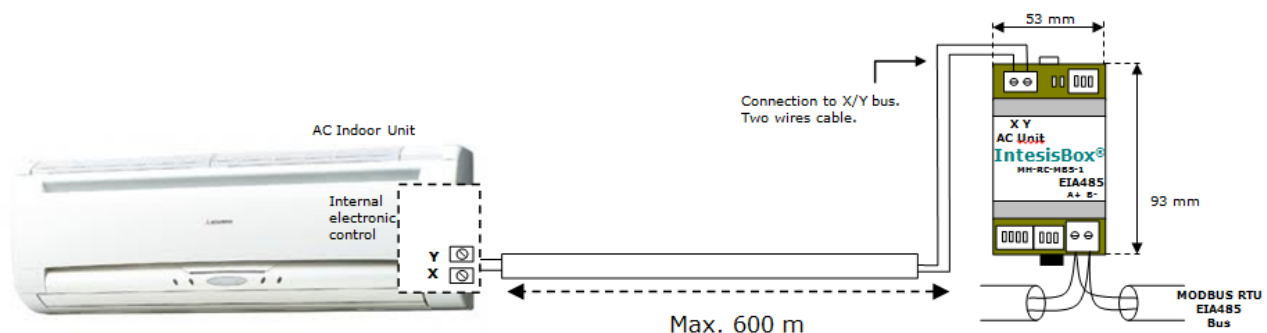 53 mm
Connection to X/Y bus.
Two wires cable.
AC Indoor Unit
X Y
AC Unit
IntesisBox®
MH-RC-MBS-1
EIA485
A+ B-
93 mm
Internal
electronic
control
Y
X
Max. 600 m
MODBUS RTU
EIA485
Bus